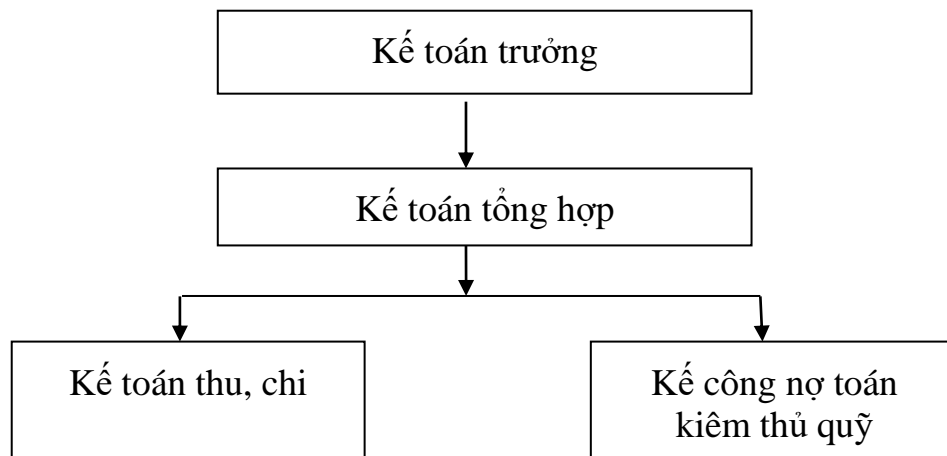 Kế toán trưởng
Kế toán tổng hợp
Kế toán thu, chi
Kế công nợ toán
kiêm thủ quỹ